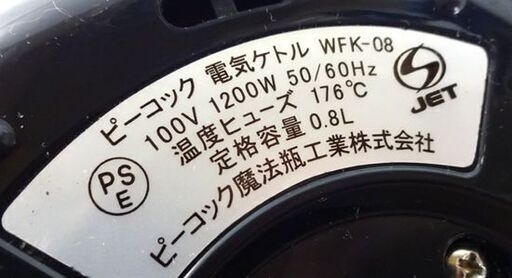 ピーコック 電気ケトル WFK-08
100V 1200W 50/60Hz
温度ヒューズ 176℃
定格容量 0.8L
ピーコック魔法瓶工業株式会社
PS
E
JET